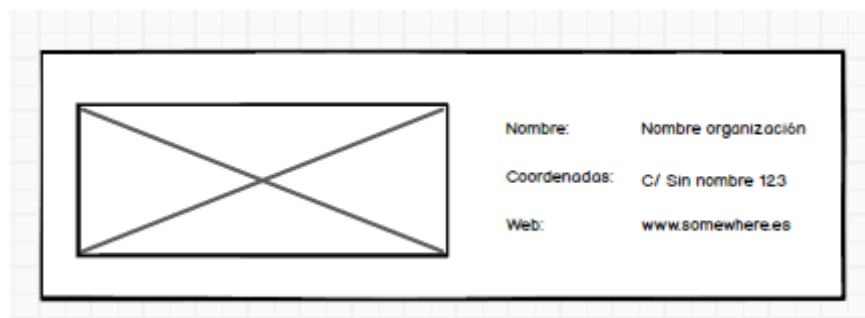 Nombre: Nombre organización
Coordenadas: C/ Sin nombre 123
Web: www.somewhere.es